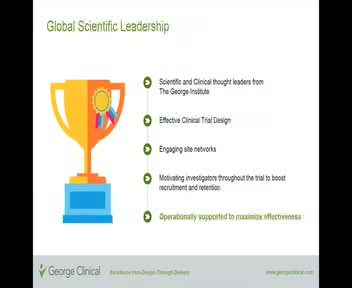 Global Scientific Leadership
Scientific and Clinical thought leaders from
The George Institute
Effective Clinical Trial Design
Engaging site networks
Motivating investigators throughout the trial to boost
recruitment and retention
Operationally supported to maximize effectiveness
George Clinical
Excellence from Design Through Delivery
www.georgeclinical.com